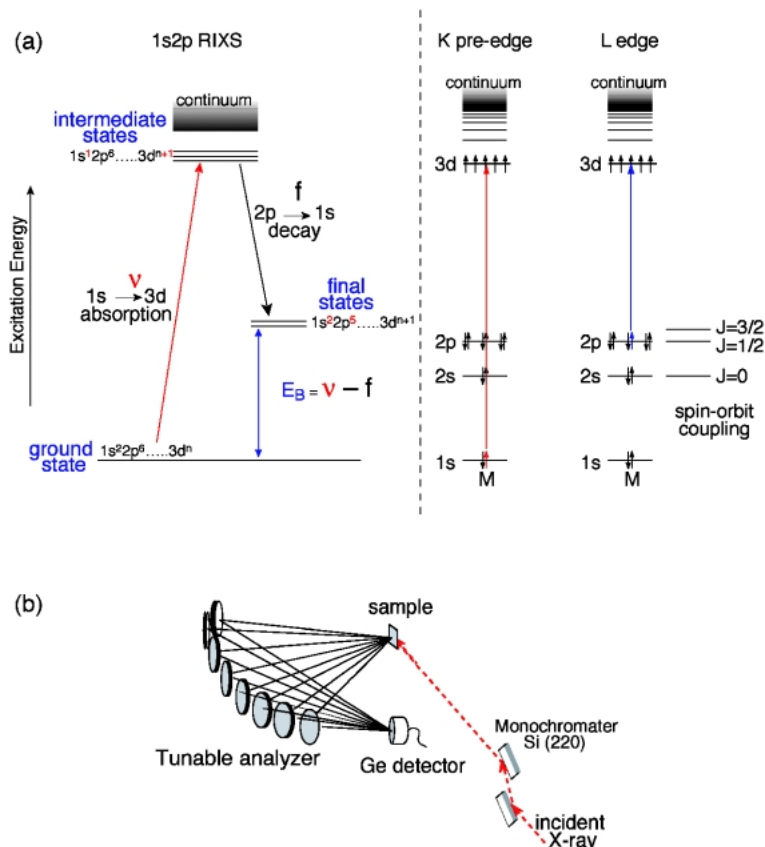 (a)
1s2p RIXS
continuum
intermediate
states
1s¹2p⁶.....3dⁿ⁺¹
f
2p → 1s
decay
Excitation Energy
ν
1s → 3d
absorption
final
states
1s²2p⁵.....3dⁿ⁺¹
E_B = ν – f
ground
state
1s²2p⁶.....3dⁿ
K pre-edge
continuum
3d
2p
2s
1s
M
L edge
continuum
3d
2p
2s
1s
M
J=3/2
J=1/2
J=0
spin-orbit
coupling
(b)
sample
Tunable analyzer
Ge detector
Monochromater
Si (220)
incident
X-ray